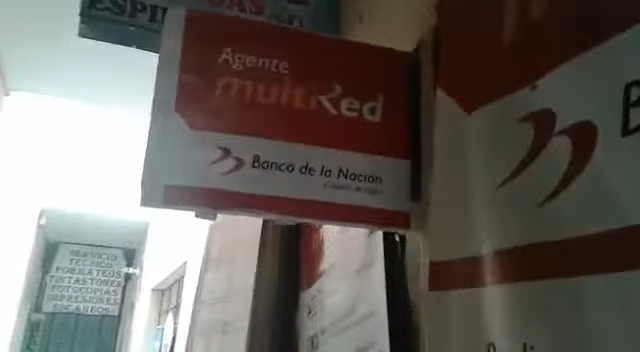 Agente
multiRed
Banco de la Nación
SERVICIO
TECNICO
FORMATEOS
TINTAS TONER
FOTOCOPIAS
IMPRESIONES
ESCANEOS